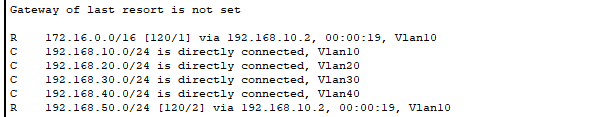 Gateway of last resort is not set
R    172.16.0.0/16 [120/1] via 192.168.10.2, 00:00:19, Vlan10
C    192.168.10.0/24 is directly connected, Vlan10
C    192.168.20.0/24 is directly connected, Vlan20
C    192.168.30.0/24 is directly connected, Vlan30
C    192.168.40.0/24 is directly connected, Vlan40
R    192.168.50.0/24 [120/2] via 192.168.10.2, 00:00:19, Vlan10